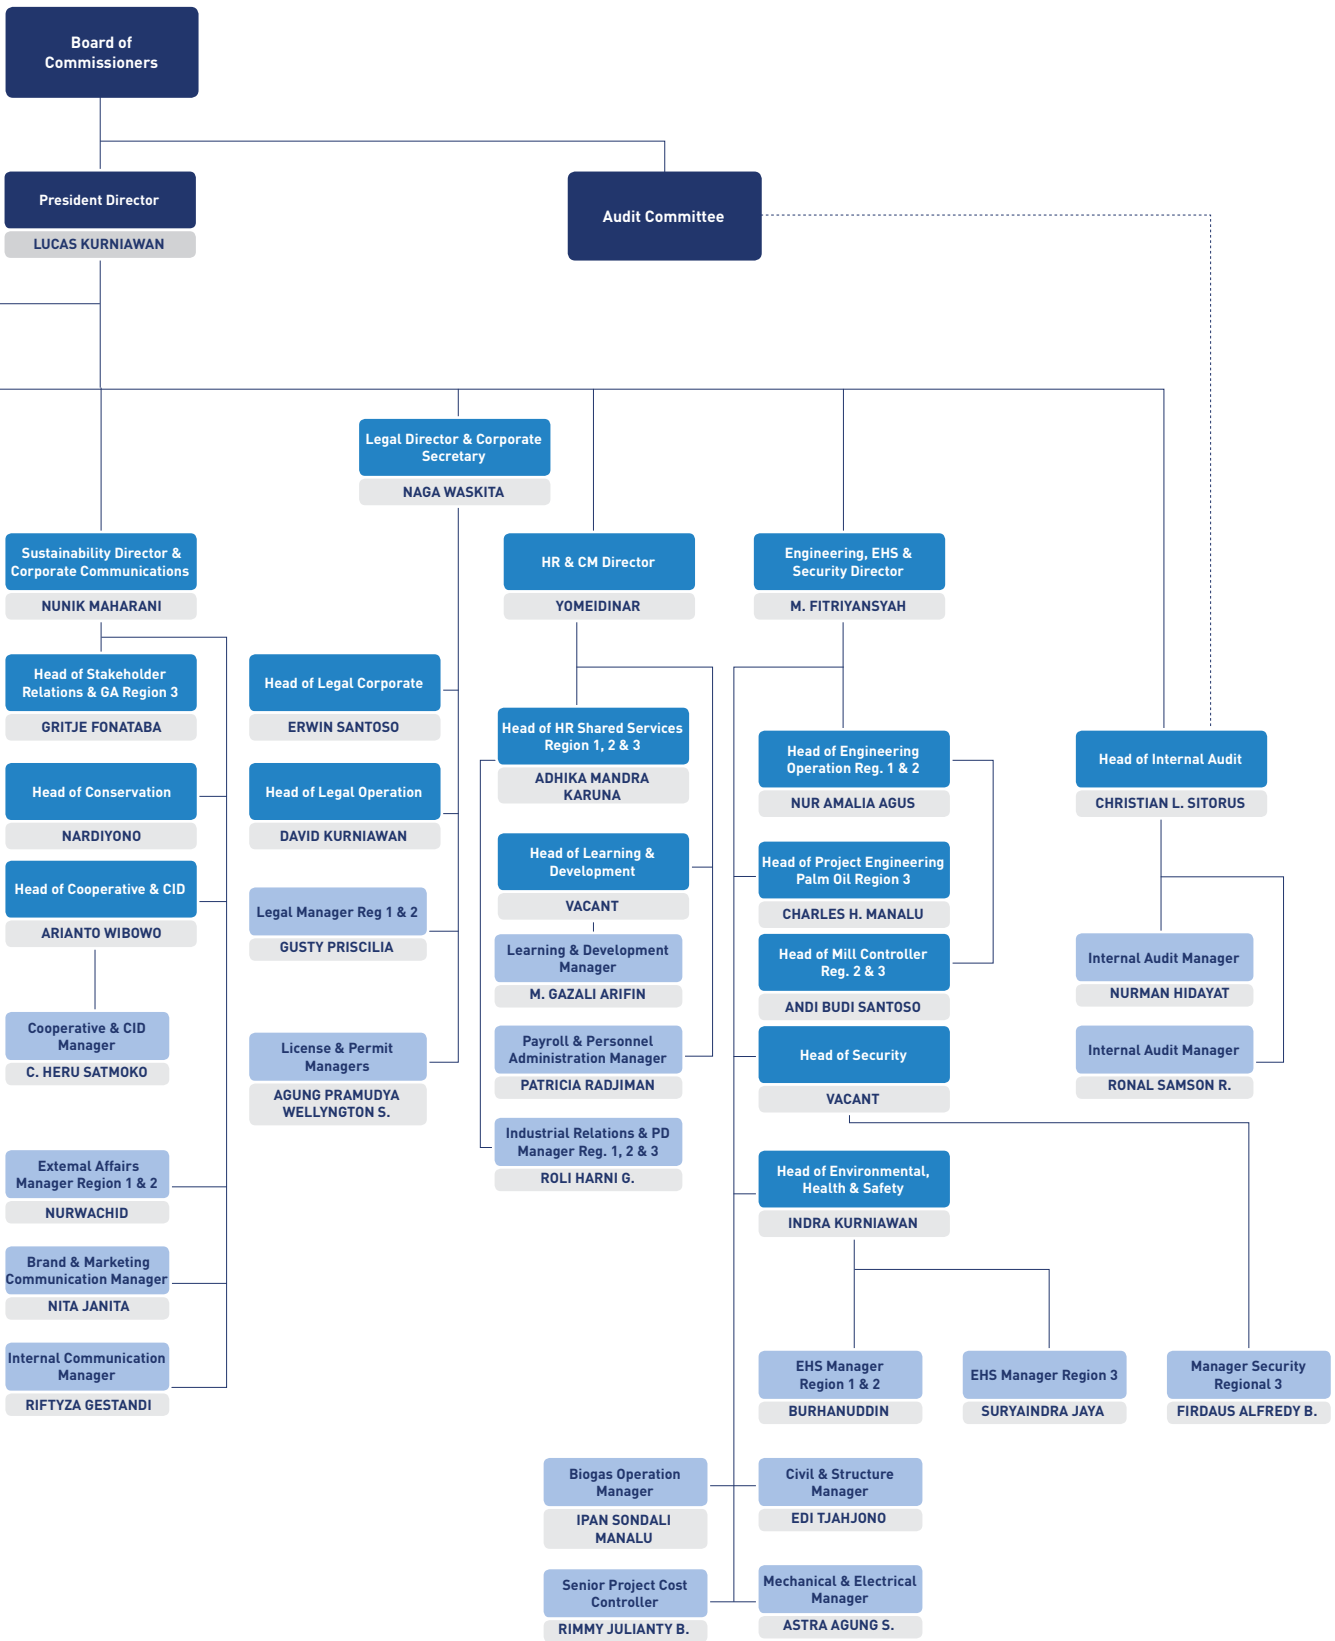 Board of
Commissioners
President Director
LUCAS KURNIAWAN
Audit Committee
Legal Director & Corporate
Secretary
NAGA WASKITA
Sustainability Director &
Corporate Communications
NUNIK MAHARANI
HR & CM Director
YOMEIDINAR
Engineering, EHS &
Security Director
M. FITRIYANSYAH
Head of Stakeholder
Relations & GA Region 3
GRITJE FONATABA
Head of Conservation
NARDIYONO
Head of Cooperative & CID
ARIANTO WIBOWO
Cooperative & CID
Manager
C. HERU SATMOKO
External Affairs
Manager Region 1 & 2
NURWACHID
Brand & Marketing
Communication Manager
NITA JANITA
Internal Communication
Manager
RIFTYZA GESTANDI
Head of Legal Corporate
ERWIN SANTOSO
Head of Legal Operation
DAVID KURNIAWAN
Legal Manager Reg 1 & 2
GUSTY PRISCILIA
License & Permit
Managers
AGUNG PRAMUDYA
WELLYNGTON S.
Head of HR Shared Services
Region 1, 2 & 3
ADHIKA MANDRA
KARUNA
Head of Learning &
Development
VACANT
Learning & Development
Manager
M. GAZALI ARIFIN
Payroll & Personnel
Administration Manager
PATRICIA RADJIMAN
Industrial Relations & PD
Manager Reg. 1, 2 & 3
ROLI HARNI G.
Head of Engineering
Operation Reg. 1 & 2
NUR AMALIA AGUS
Head of Project Engineering
Palm Oil Region 3
CHARLES H. MANALU
Head of Mill Controller
Reg. 2 & 3
ANDI BUDI SANTOSO
Head of Security
VACANT
Head of Environmental,
Health & Safety
INDRA KURNIAWAN
Head of Internal Audit
CHRISTIAN L. SITORUS
Internal Audit Manager
NURMAN HIDAYAT
Internal Audit Manager
RONAL SAMSON R.
EHS Manager
Region 1 & 2
BURHANUDDIN
EHS Manager Region 3
SURYAINDRA JAYA
Manager Security
Regional 3
FIRDAUS ALFREDY B.
Biogas Operation
Manager
IPAN SONDALI
MANALU
Civil & Structure
Manager
EDI TJAHJONO
Senior Project Cost
Controller
RIMMY JULIANTY B.
Mechanical & Electrical
Manager
ASTRA AGUNG S.